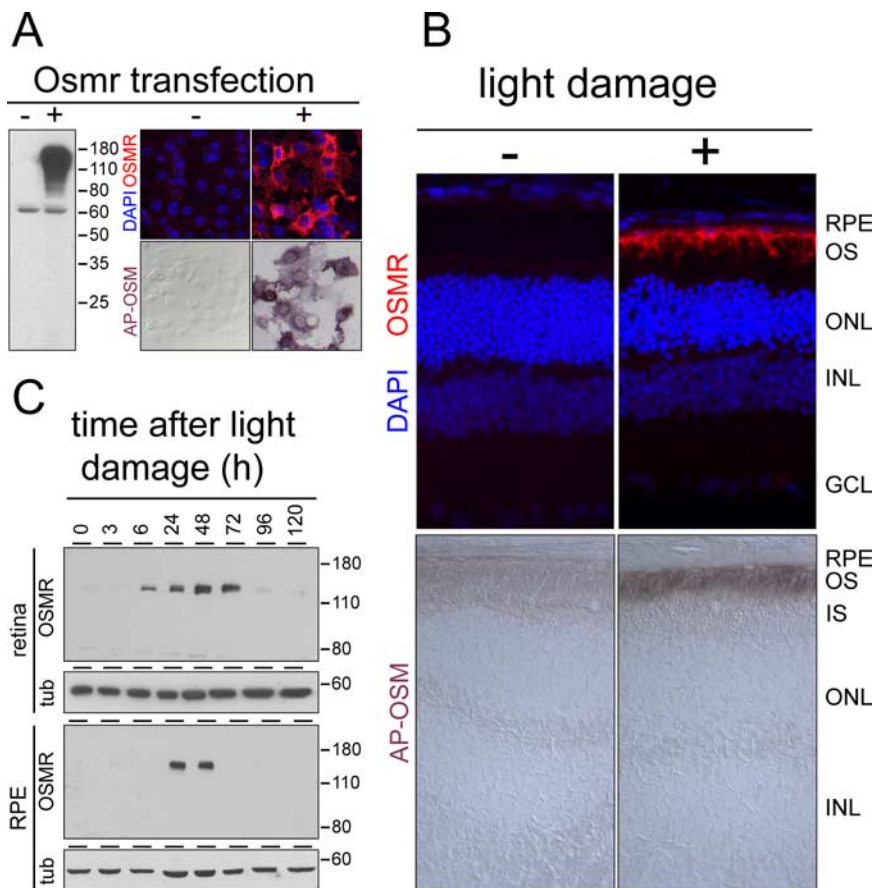 A
Osmr transfection
- + - +
180
110
80
60
50
35
25
DAPI OSMR
AP-OSM
B
light damage
- +
DAPI OSMR
RPE
OS
ONL
INL
GCL
AP-OSM
RPE
OS
IS
ONL
INL
C
time after light
damage (h)
0 3 6 24 48 72 96 120
retina
OSMR
180
110
80
tub
60
RPE
OSMR
180
110
80
tub
60